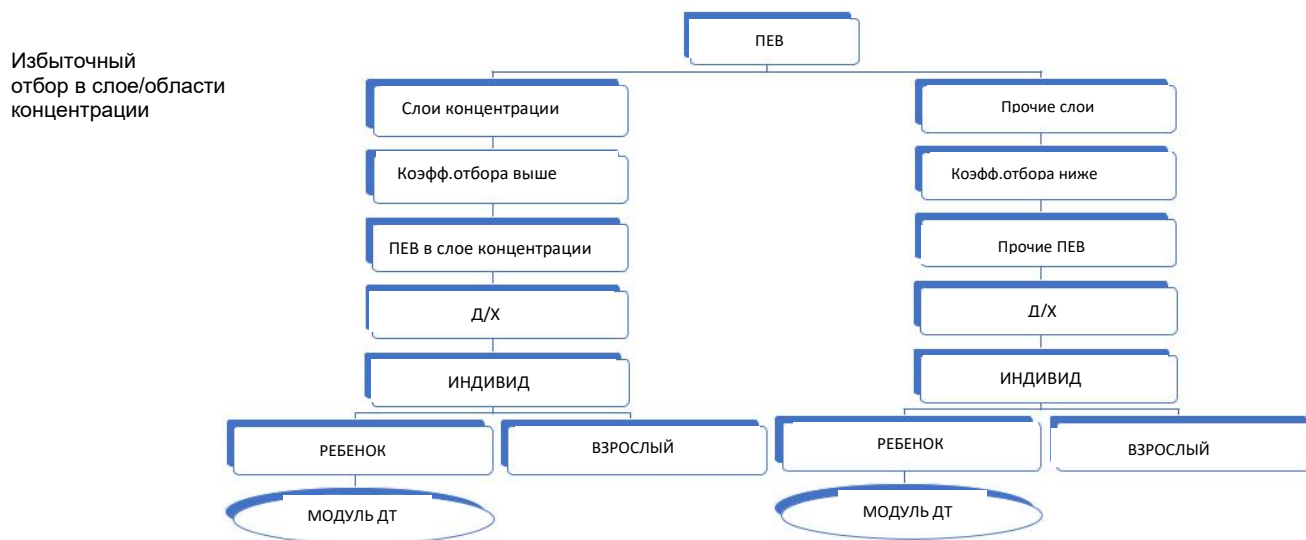 Избыточный
отбор в слое/области
концентрации
ПЕВ
Слои концентрации
Прочие слои
Коэфф.отбора выше
Коэфф.отбора ниже
ПЕВ в слое концентрации
Прочие ПЕВ
Д/Х
Д/Х
ИНДИВИД
ИНДИВИД
РЕБЕНОК
ВЗРОСЛЫЙ
РЕБЕНОК
ВЗРОСЛЫЙ
МОДУЛЬ ДТ
МОДУЛЬ ДТ